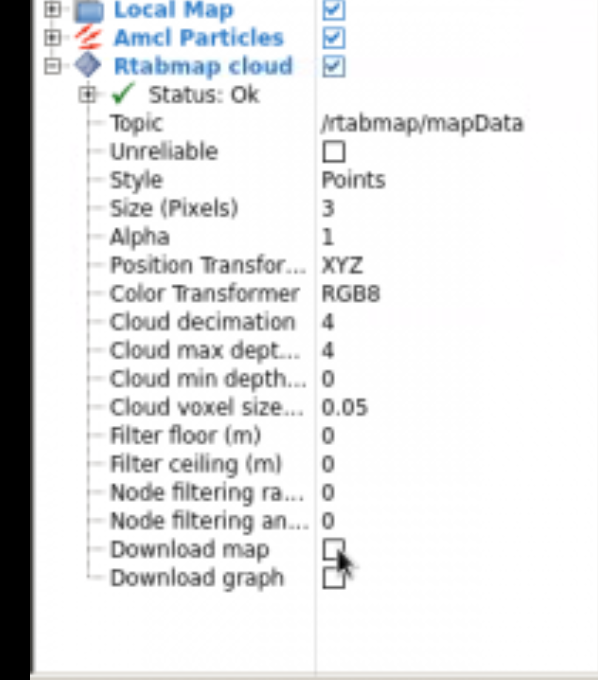 Local Map
Amcl Particles
Rtabmap cloud
Status: Ok
Topic /rtabmap/mapData
Unreliable
Style Points
Size (Pixels) 3
Alpha 1
Position Transfor... XYZ
Color Transformer RGB8
Cloud decimation 4
Cloud max dept... 4
Cloud min depth... 0
Cloud voxel size... 0.05
Filter floor (m) 0
Filter ceiling (m) 0
Node filtering ra... 0
Node filtering an... 0
Download map
Download graph